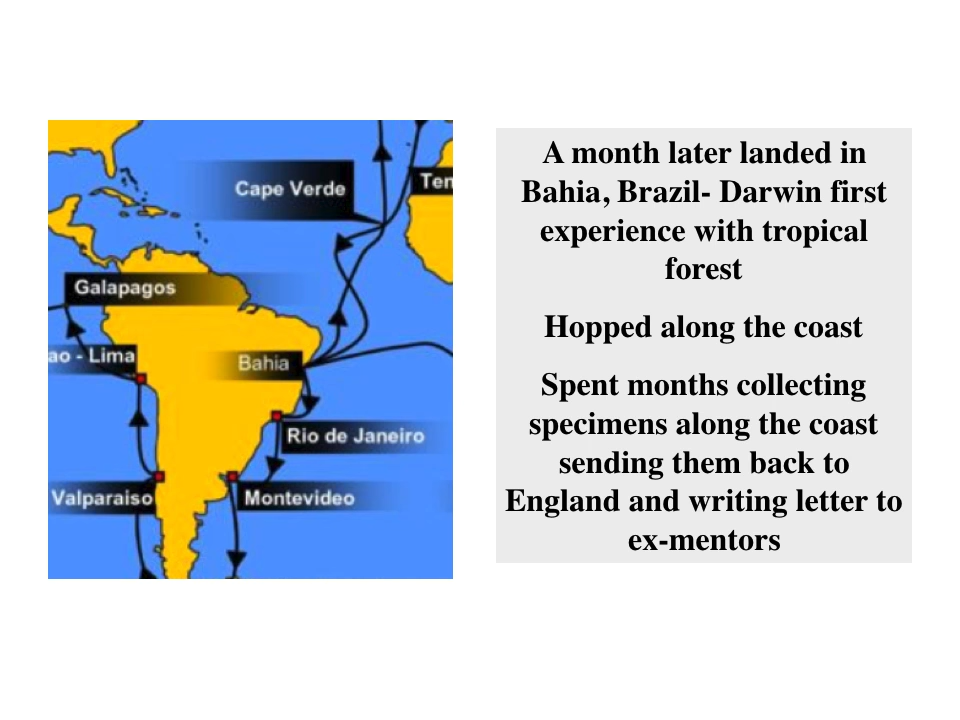 Cape Verde
Ten
Galapagos
ao - Lima
Bahia
Rio de Janeiro
Valparaiso
Montevideo
A month later landed in
Bahia, Brazil- Darwin first
experience with tropical
forest
Hopped along the coast
Spent months collecting
specimens along the coast
sending them back to
England and writing letter to
ex-mentors